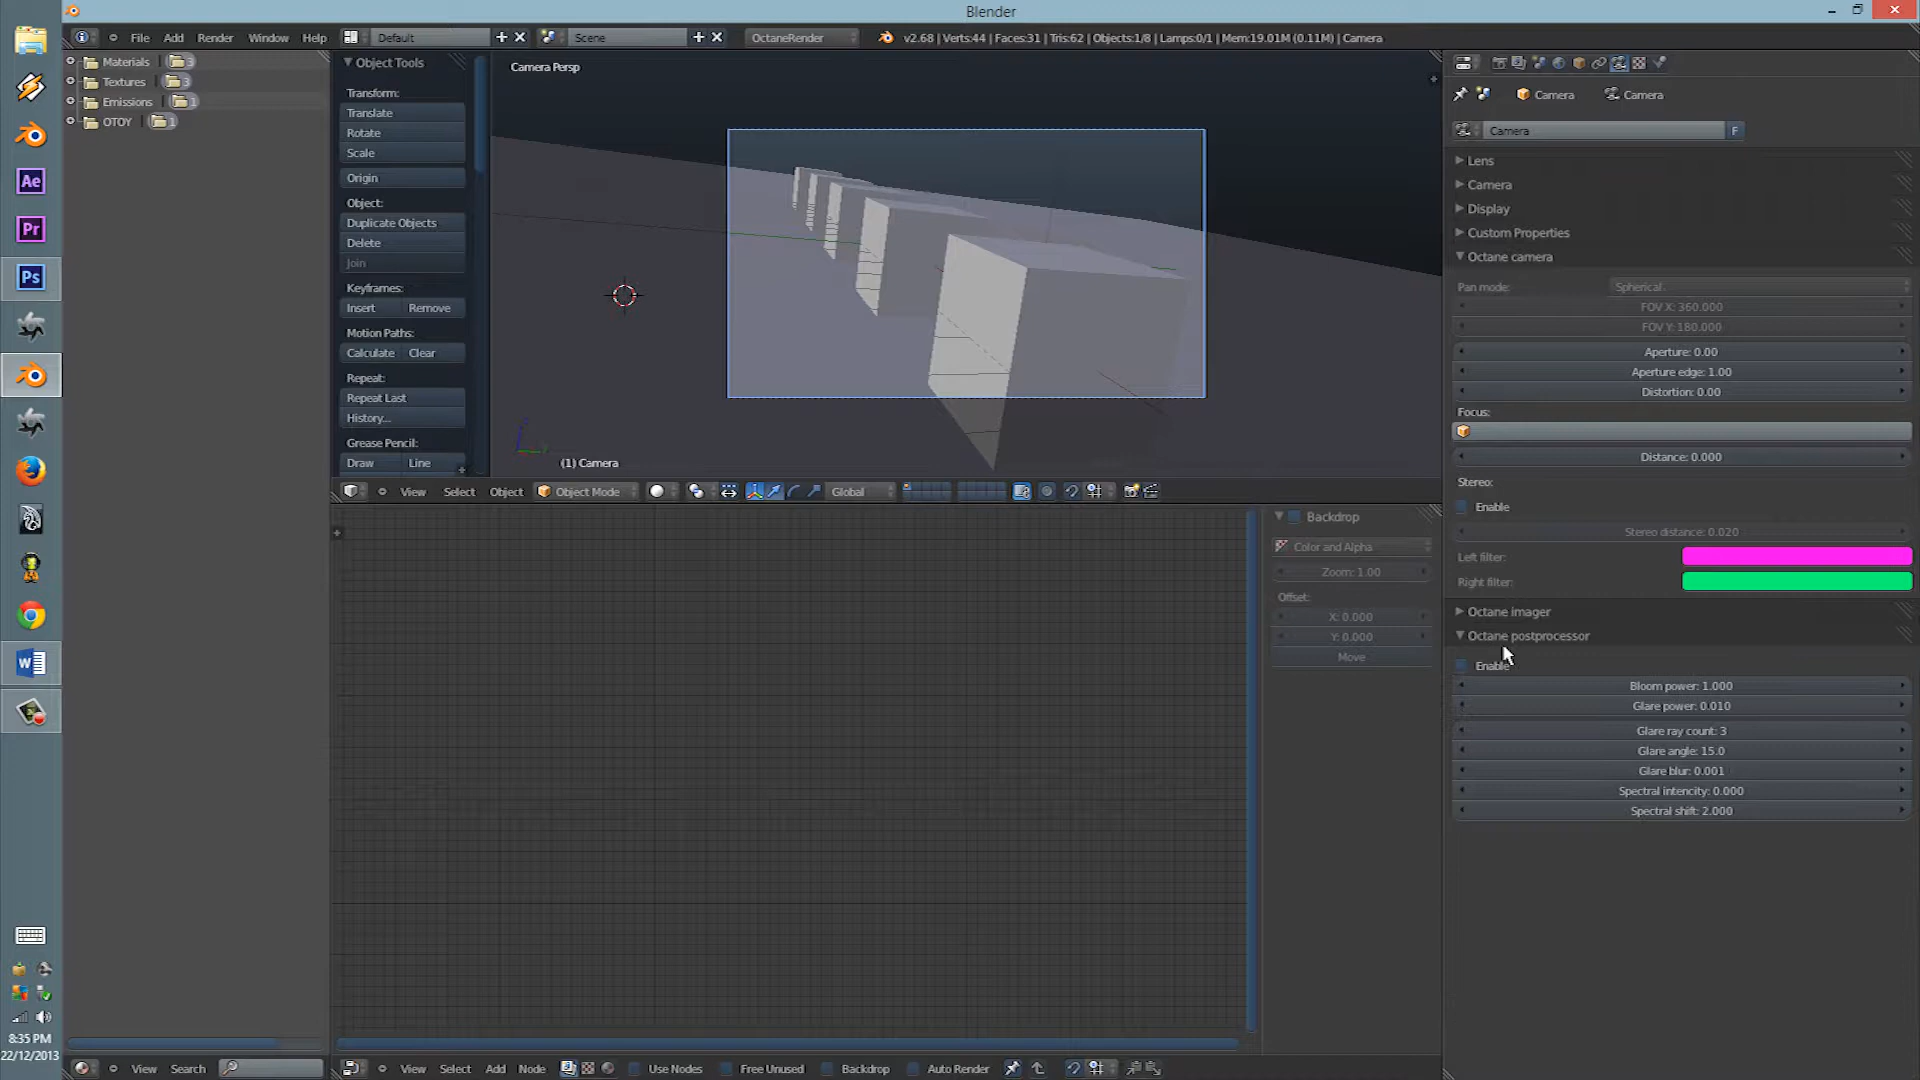 Blender
File Add Render Window Help Default Scene OctaneRender v2.68 | Verts:44 | Faces:31 | Tris:62 | Objects:1/8 | Lamps:0/1 | Mem:19.01M (0.11M) | Camera
Materials 3
Textures 3
Emissions 1
OTOY 1
Object Tools
Transform:
Translate
Rotate
Scale
Origin
Object:
Duplicate Objects
Delete
Join
Keyframes:
Insert Remove
Motion Paths:
Calculate Clear
Repeat:
Repeat Last
History...
Grease Pencil:
Draw Line
Camera Persp
(1) Camera
View Select Object Object Mode Global
Backdrop
Color and Alpha
Zoom: 1.00
Offset:
X: 0.000
Y: 0.000
Move
Camera Camera
Camera F
Lens
Camera
Display
Custom Properties
Octane camera
Pan mode: Spherical
FOV X: 360.000
FOV Y: 180.000
Aperture: 0.00
Aperture edge: 1.00
Distortion: 0.00
Focus:
Distance: 0.000
Stereo:
Enable
Stereo distance: 0.020
Left filter:
Right filter:
Octane imager
Octane postprocessor
Enable
Bloom power: 1.000
Glare power: 0.010
Glare ray count: 3
Glare angle: 15.0
Glare blur: 0.001
Spectral intencity: 0.000
Spectral shift: 2.000
Ae
Pr
Ps
W
8:35 PM
22/12/2013
View Search
View Select Add Node Use Nodes Free Unused Backdrop Auto Render